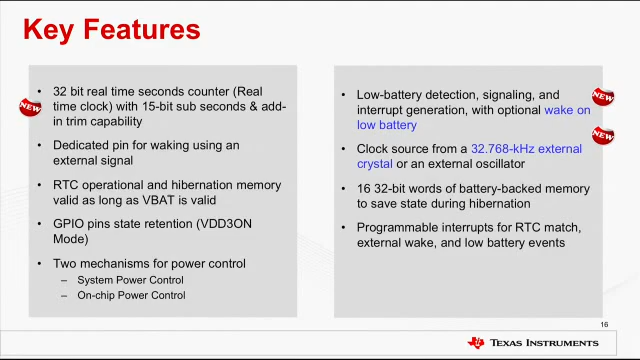 Key Features
• 32 bit real time seconds counter (Real
time clock) with 15-bit sub seconds & add-
in trim capability
• Dedicated pin for waking using an
external signal
• RTC operational and hibernation memory
valid as long as VBAT is valid
• GPIO pins state retention (VDD3ON
Mode)
• Two mechanisms for power control
– System Power Control
– On-chip Power Control
NEW
• Low-battery detection, signaling, and
interrupt generation, with optional wake on
low battery
• Clock source from a 32.768-kHz external
crystal or an external oscillator
• 16 32-bit words of battery-backed memory
to save state during hibernation
• Programmable interrupts for RTC match,
external wake, and low battery events
NEW
NEW
16
TEXAS INSTRUMENTS